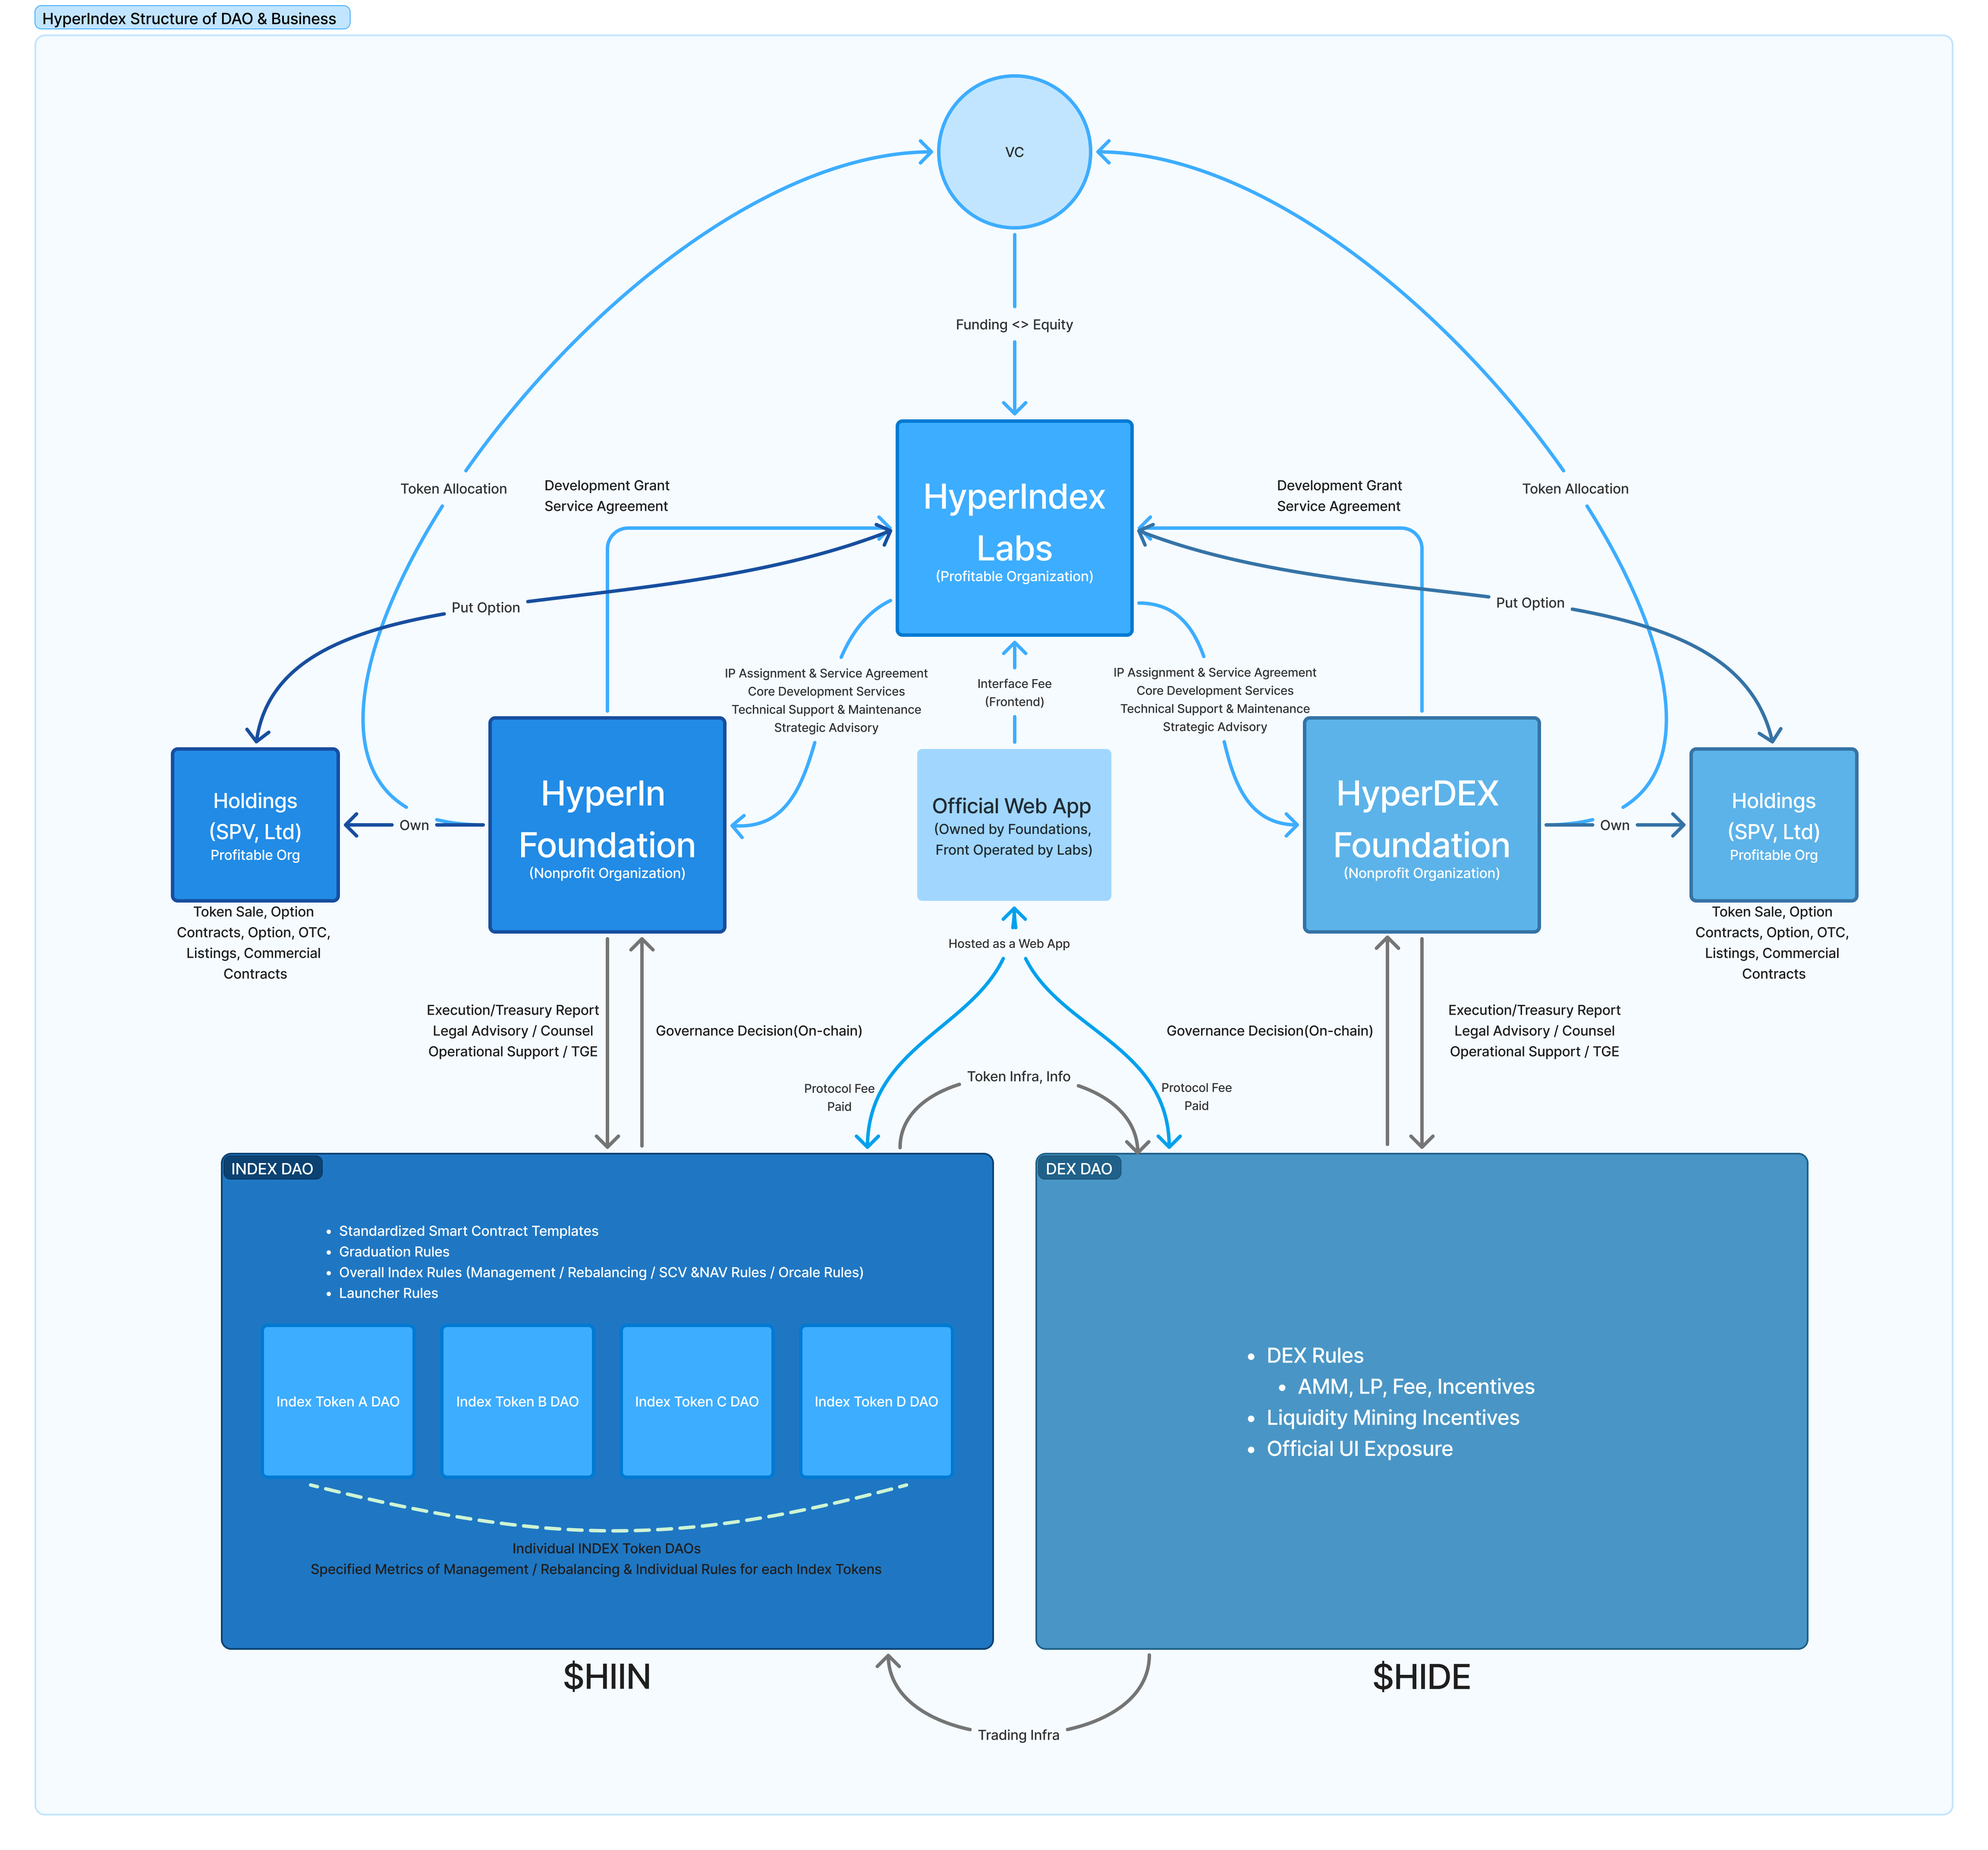 HyperIndex Structure of DAO & Business
VC
Funding <> Equity
Token Allocation
Development Grant
Service Agreement
HyperIndex
Labs
(Profitable Organization)
Development Grant
Service Agreement
Token Allocation
Put Option
Put Option
IP Assignment & Service Agreement
Core Development Services
Technical Support & Maintenance
Strategic Advisory
Interface Fee
(Frontend)
IP Assignment & Service Agreement
Core Development Services
Technical Support & Maintenance
Strategic Advisory
Holdings
(SPV, Ltd)
Profitable Org
Own
HyperIn
Foundation
(Nonprofit Organization)
Official Web App
(Owned by Foundations,
Front Operated by Labs)
HyperDEX
Foundation
(Nonprofit Organization)
Own
Holdings
(SPV, Ltd)
Profitable Org
Token Sale, Option
Contracts, Option, OTC,
Listings, Commercial
Contracts
Hosted as a Web App
Token Sale, Option
Contracts, Option, OTC,
Listings, Commercial
Contracts
Execution/Treasury Report
Legal Advisory / Counsel
Operational Support / TGE
Governance Decision(On-chain)
Governance Decision(On-chain)
Execution/Treasury Report
Legal Advisory / Counsel
Operational Support / TGE
Protocol Fee
Paid
Token Infra, Info
Protocol Fee
Paid
INDEX DAO
• Standardized Smart Contract Templates
• Graduation Rules
• Overall Index Rules (Management / Rebalancing / SCV &NAV Rules / Orcale Rules)
• Launcher Rules
Index Token A DAO
Index Token B DAO
Index Token C DAO
Index Token D DAO
Individual INDEX Token DAOs
Specified Metrics of Management / Rebalancing & Individual Rules for each Index Tokens
DEX DAO
• DEX Rules
• AMM, LP, Fee, Incentives
• Liquidity Mining Incentives
• Official UI Exposure
$HIIN
$HIDE
Trading Infra